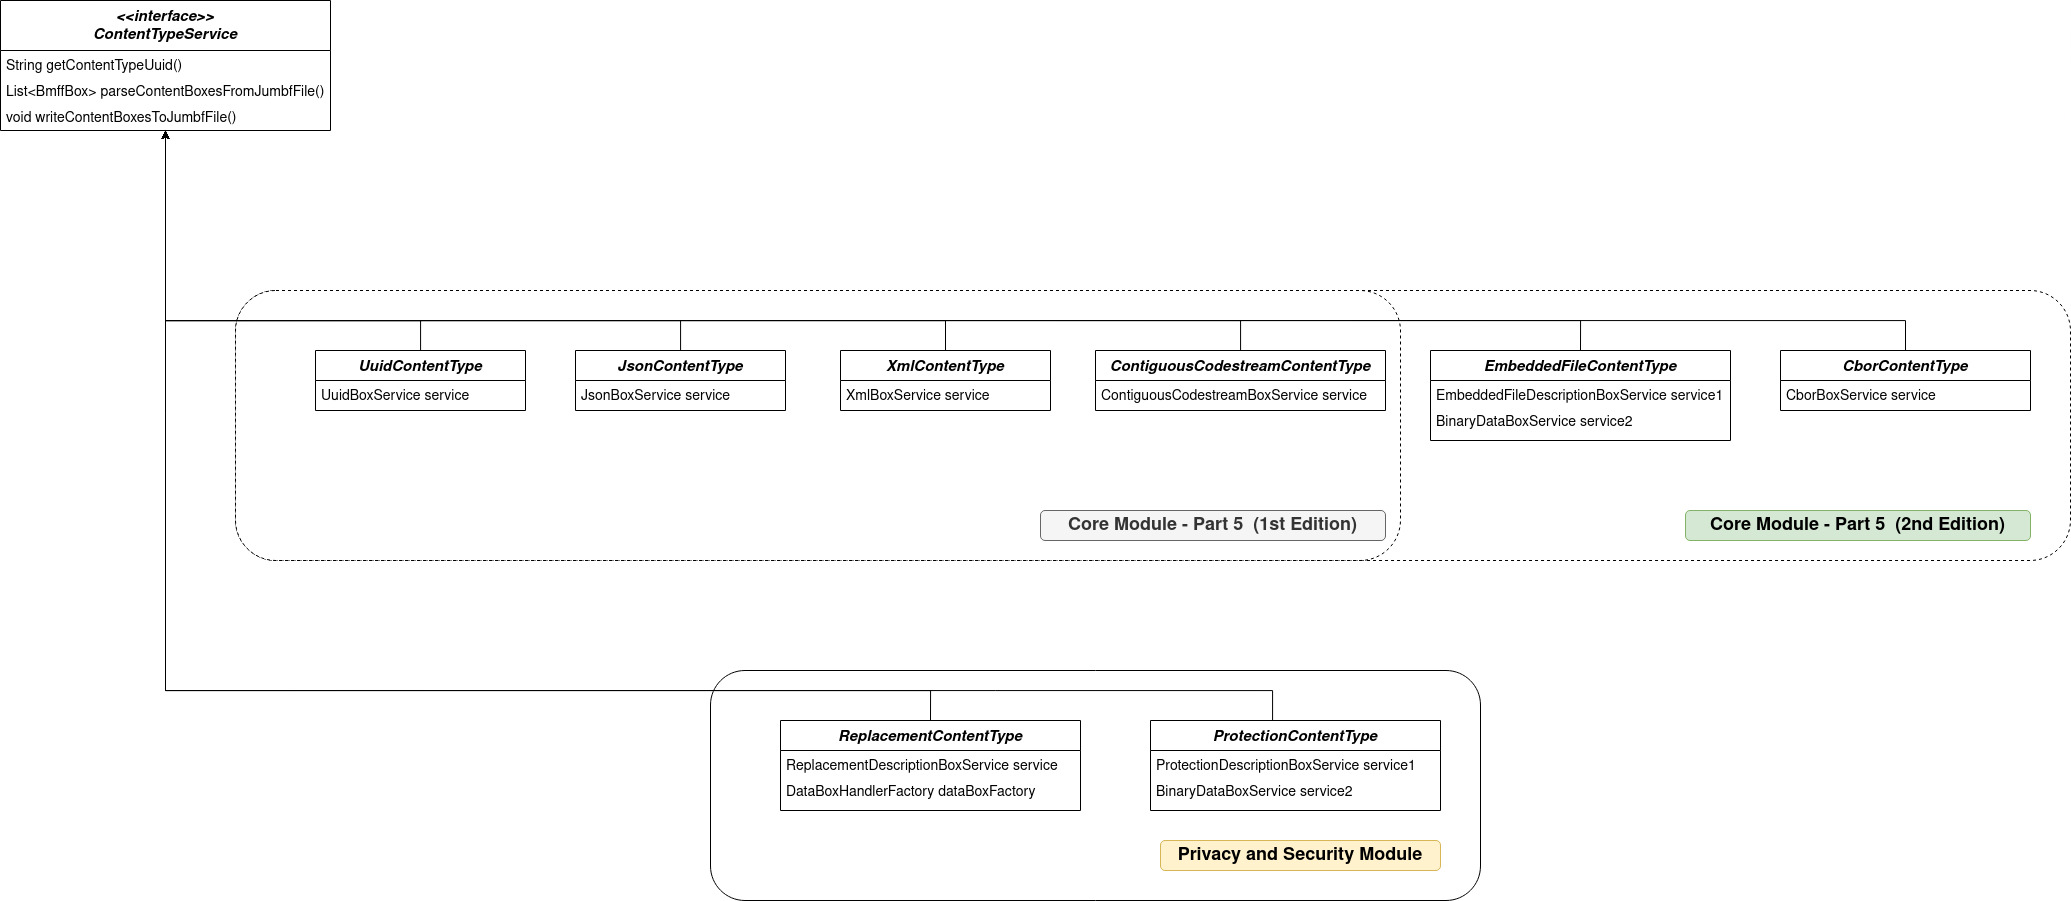 <<interface>>
ContentTypeService
String getContentTypeUuid()
List<BmffBox> parseContentBoxesFromJumbfFile()
void writeContentBoxesToJumbfFile()
UuidContentType
UuidBoxService service
JsonContentType
JsonBoxService service
XmlContentType
XmlBoxService service
ContiguousCodestreamContentType
ContiguousCodestreamBoxService service
EmbeddedFileContentType
EmbeddedFileDescriptionBoxService service1
BinaryDataBoxService service2
CborContentType
CborBoxService service
Core Module - Part 5  (1st Edition)
Core Module - Part 5  (2nd Edition)
ReplacementContentType
ReplacementDescriptionBoxService service
DataBoxHandlerFactory dataBoxFactory
ProtectionContentType
ProtectionDescriptionBoxService service1
BinaryDataBoxService service2
Privacy and Security Module